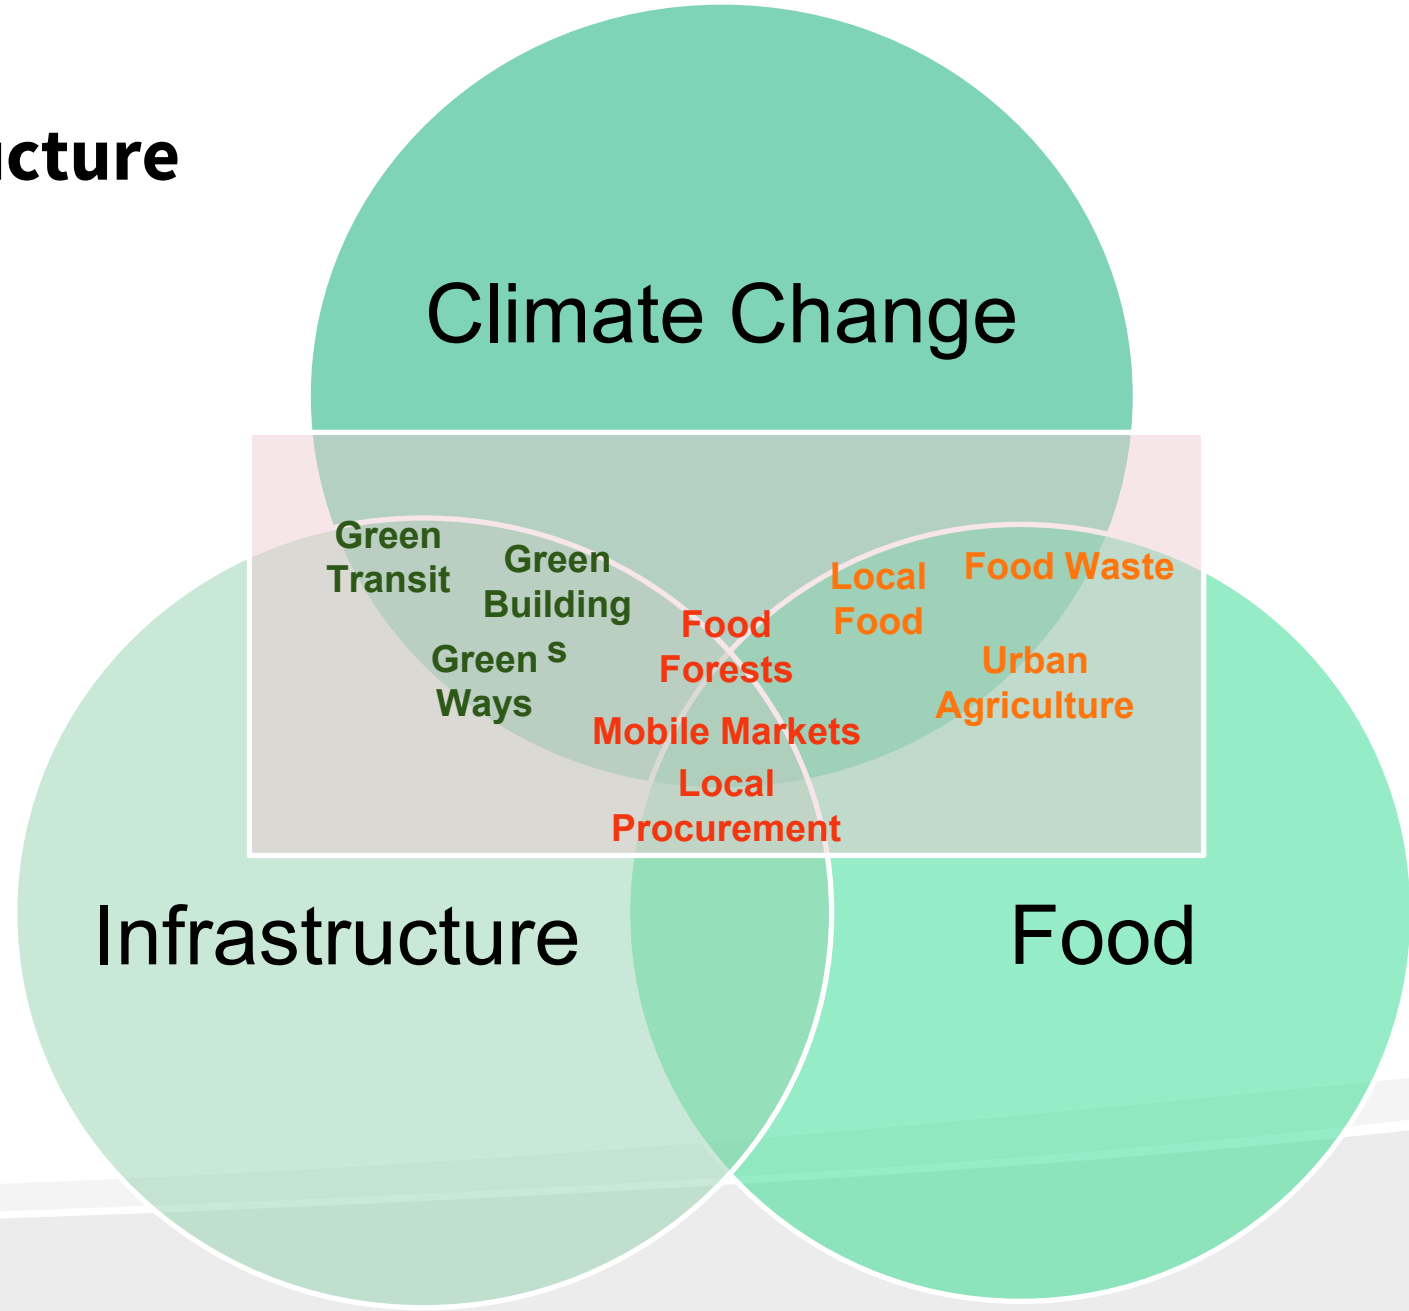 ucture
Climate Change
Green
Transit
Green
Building
s
Green
Ways
Food
Forests
Mobile Markets
Local
Procurement
Local
Food
Food Waste
Urban
Agriculture
Infrastructure
Food